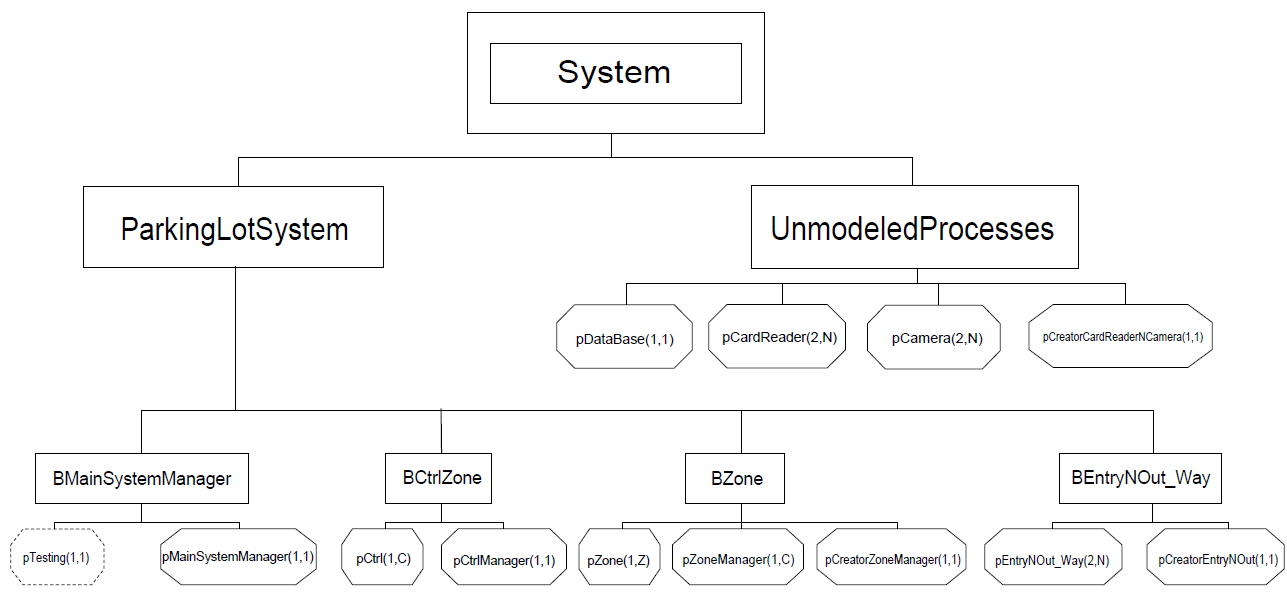 System
ParkingLotSystem
UnmodeledProcesses
pDataBase(1,1)
pCardReader(2,N)
pCamera(2,N)
pCreatorCardReaderNCamera(1,1)
BMainSystemManager
BCtrlZone
BZone
BEntryNOut_Way
pTesting(1,1)
pMainSystemManager(1,1)
pCtrl(1,C)
pCtrlManager(1,1)
pZone(1,Z)
pZoneManager(1,C)
pCreatorZoneManager(1,1)
pEntryNOut_Way(2,N)
pCreatorEntryNOut(1,1)